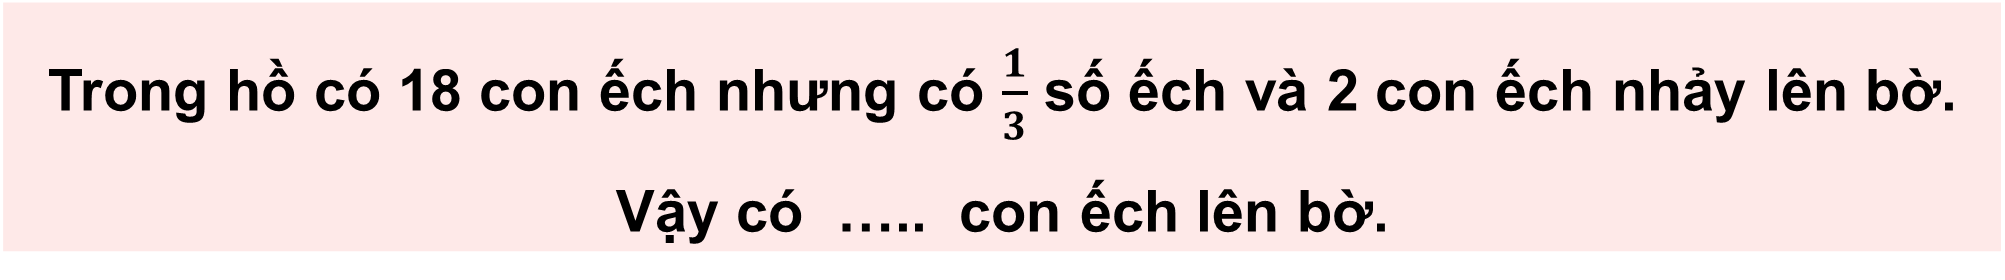 Trong hồ có 18 con ếch nhưng có 1/3 số ếch và 2 con ếch nhảy lên bờ.
Vậy có ..... con ếch lên bờ.